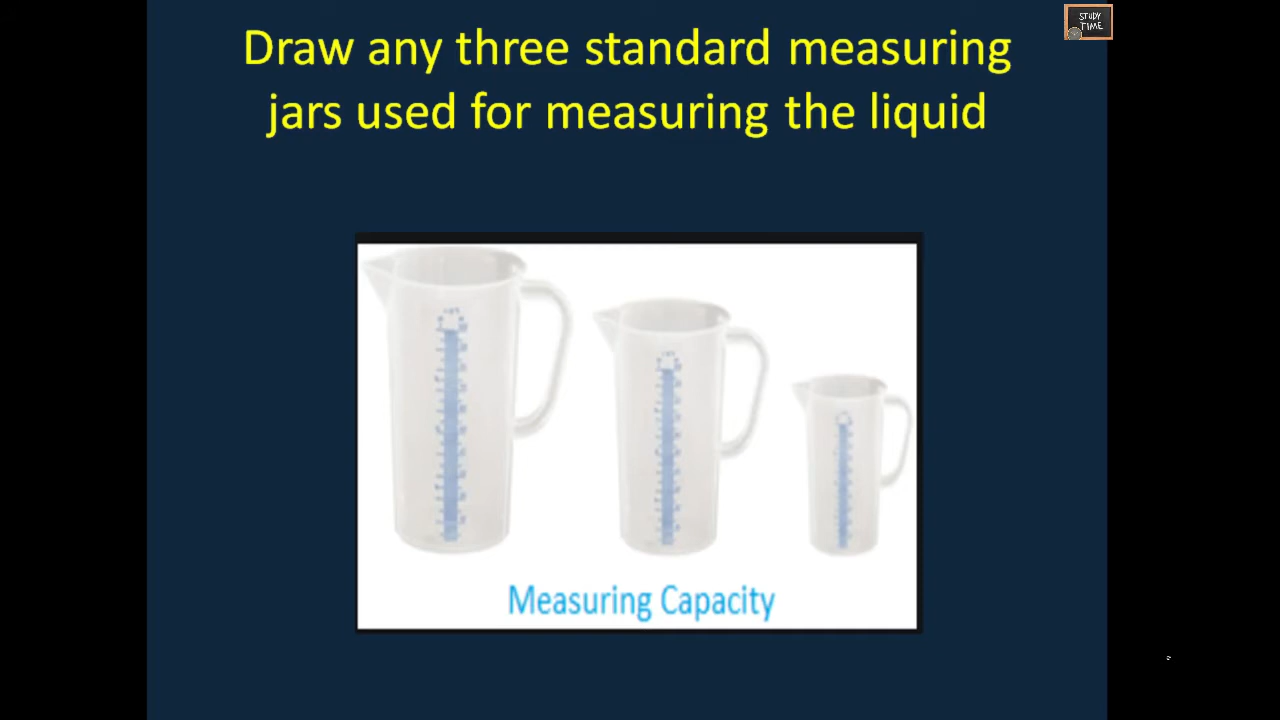 Draw any three standard measuring
jars used for measuring the liquid
STUDY
TIME
Measuring Capacity